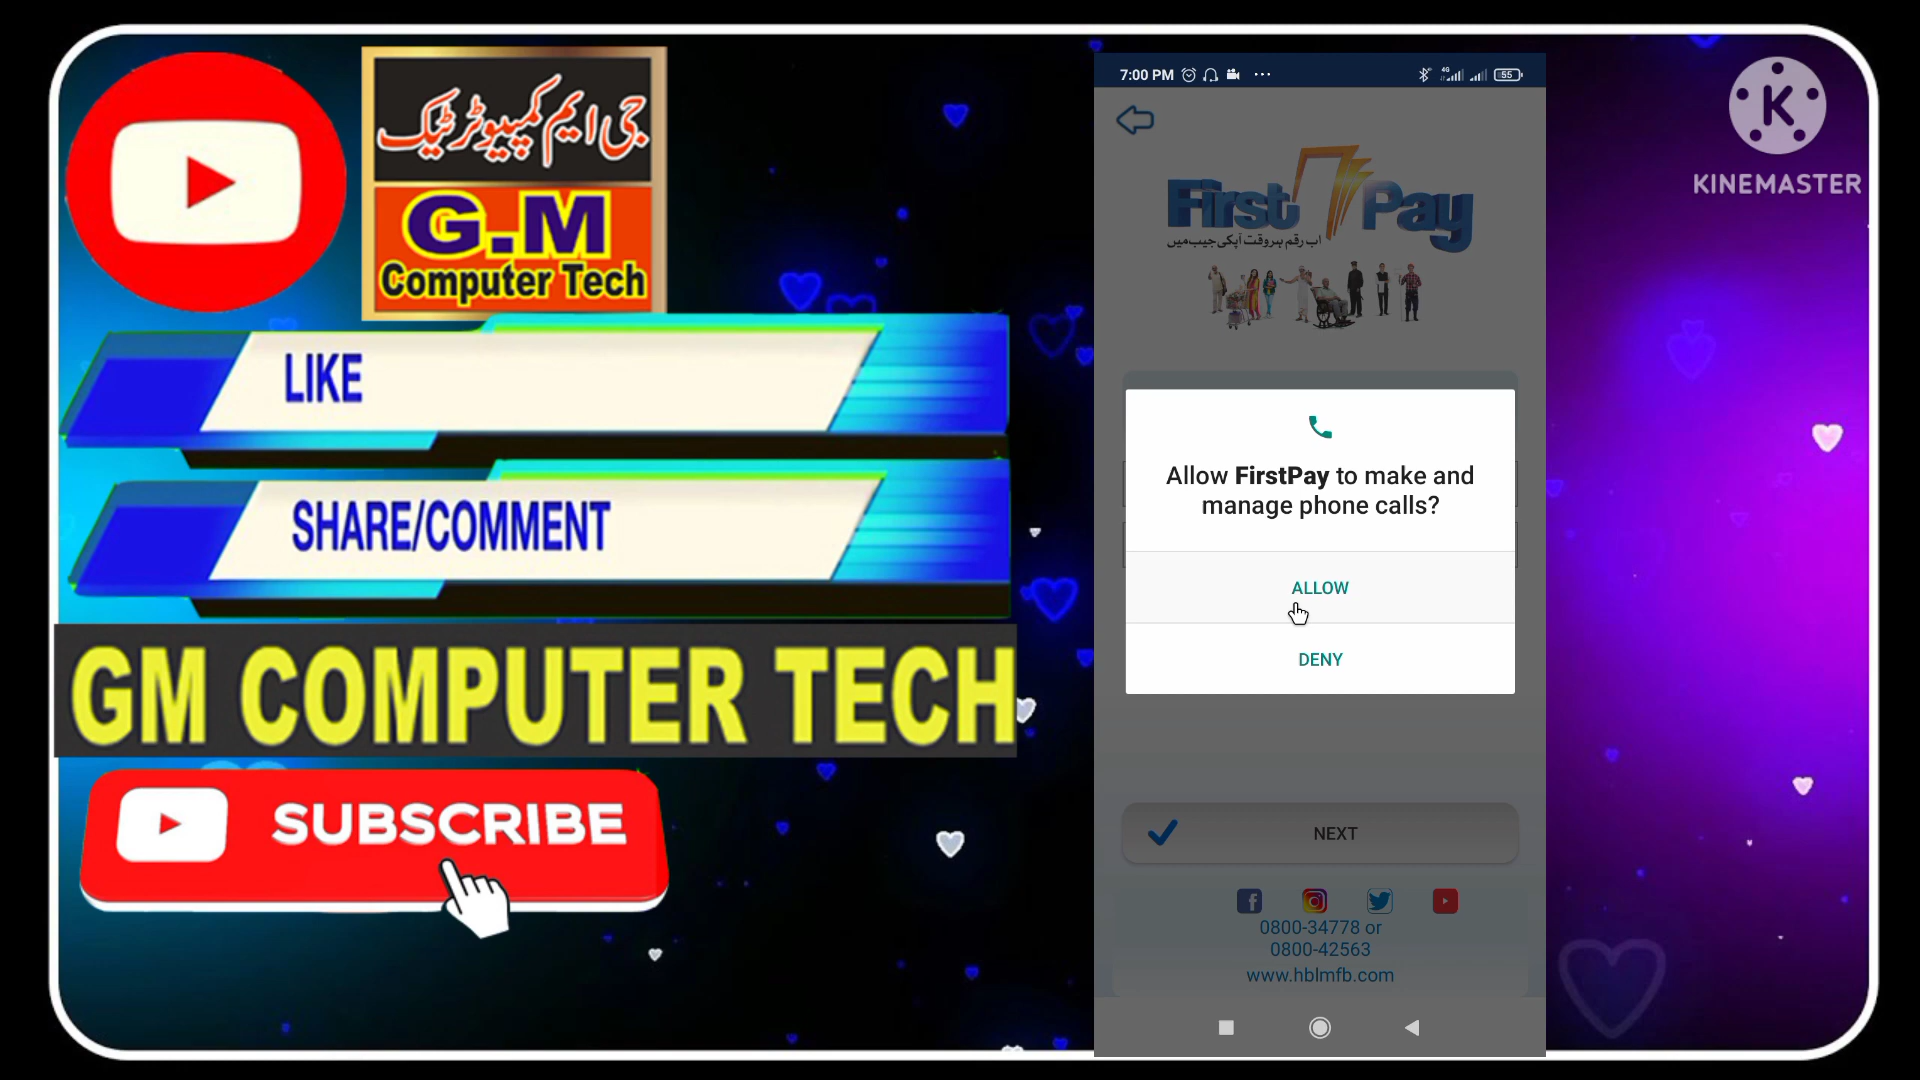 جی ایم کمپیوٹر ٹیک
G.M
Computer Tech
LIKE
SHARE/COMMENT
GM COMPUTER TECH
SUBSCRIBE
7:00 PM
4G
55
First Pay
اب رقم ہر وقت آپکی جیب میں
Allow FirstPay to make and
manage phone calls?
ALLOW
DENY
NEXT
0800-34778 or
0800-42563
www.hblmfb.com
K
KINEMASTER